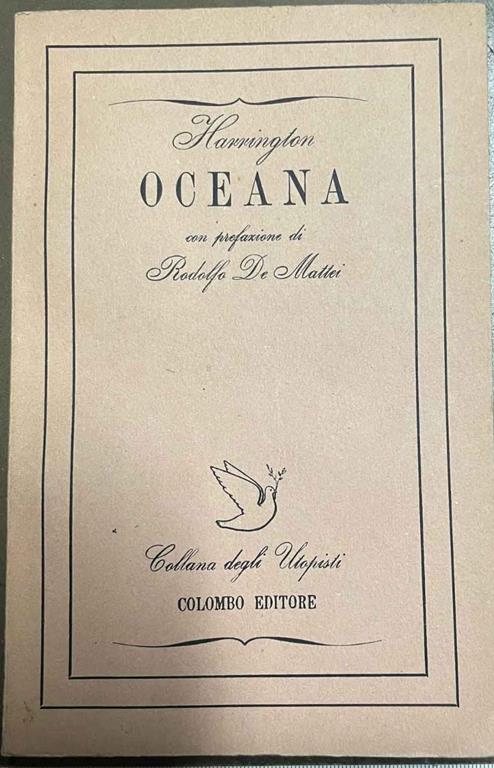 Harrington
OCEANA
con prefazione di
Rodolfo De Mattei
Collana degli Utopisti
COLOMBO EDITORE